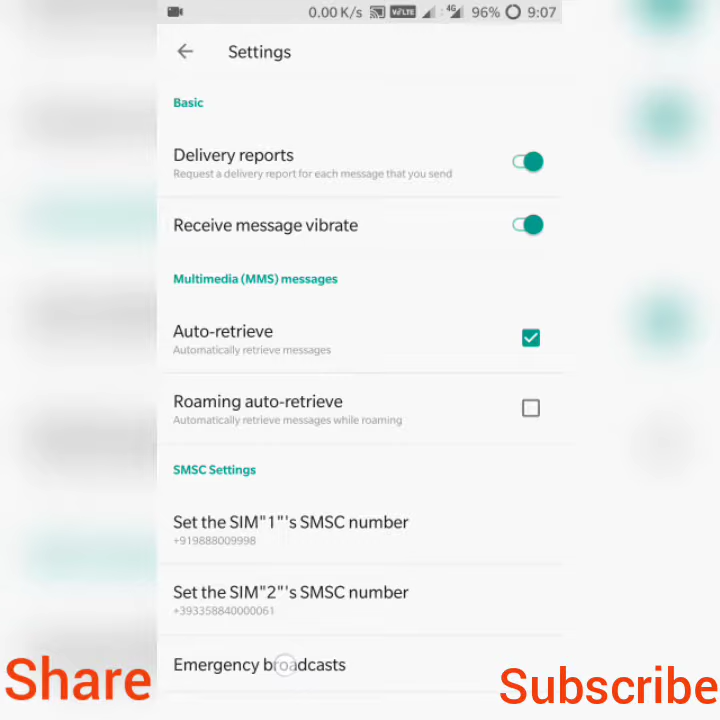 0.00 K/s VoLTE 4G 96% 9:07
Settings
Basic
Delivery reports
Request a delivery report for each message that you send
Receive message vibrate
Multimedia (MMS) messages
Auto-retrieve
Automatically retrieve messages
Roaming auto-retrieve
Automatically retrieve messages while roaming
SMSC Settings
Set the SIM"1"'s SMSC number
+919888009998
Set the SIM"2"'s SMSC number
+393358840000061
Emergency broadcasts
Share
Subscribe